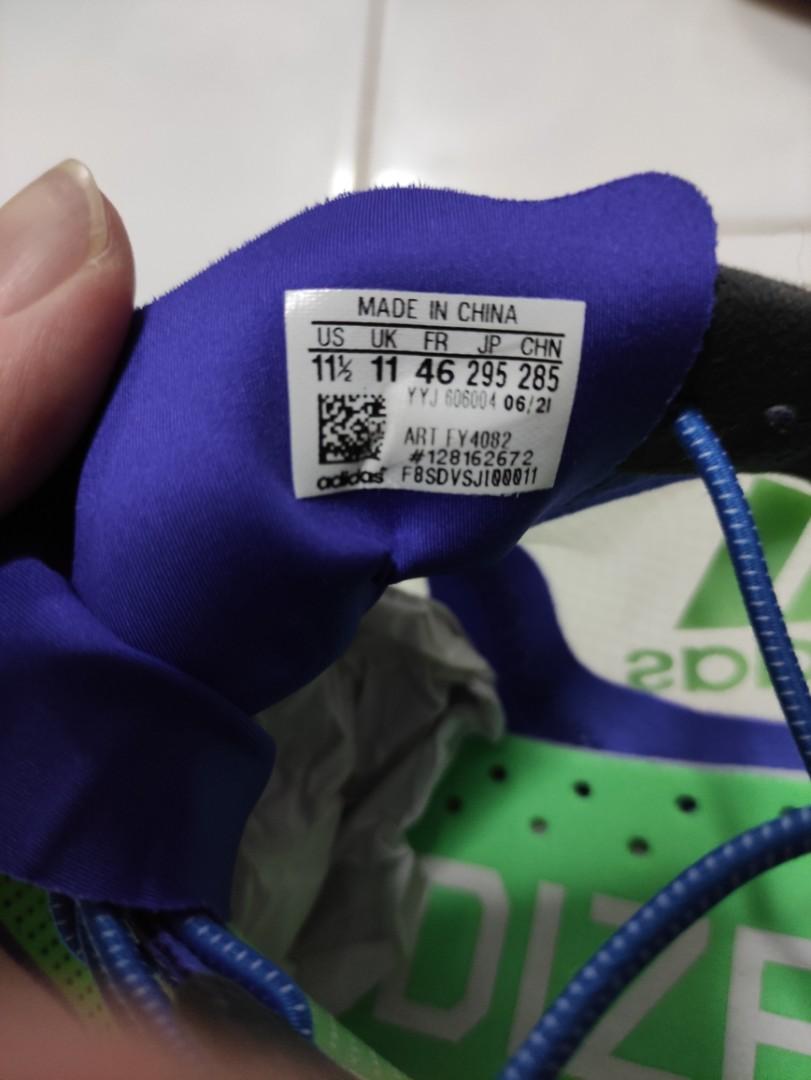 MADE IN CHINA
US UK FR JP CHN
11½ 11 46 295 285
YYJ 606004 06/21
ART FY4082
#128162672
adidas F8SDVSJI00011